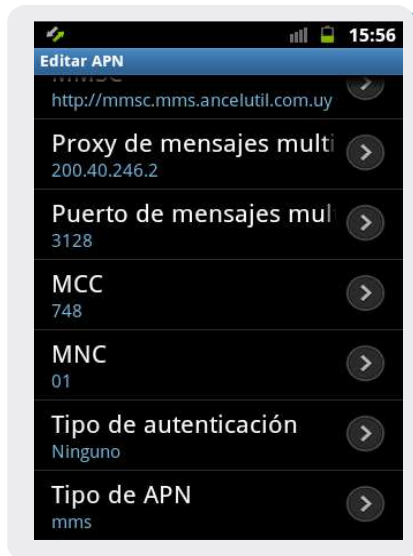 15:56
Editar APN
MMSC
http://mmsc.mms.ancelutil.com.uy
Proxy de mensajes multi
200.40.246.2
Puerto de mensajes mul
3128
MCC
748
MNC
01
Tipo de autenticación
Ninguno
Tipo de APN
mms